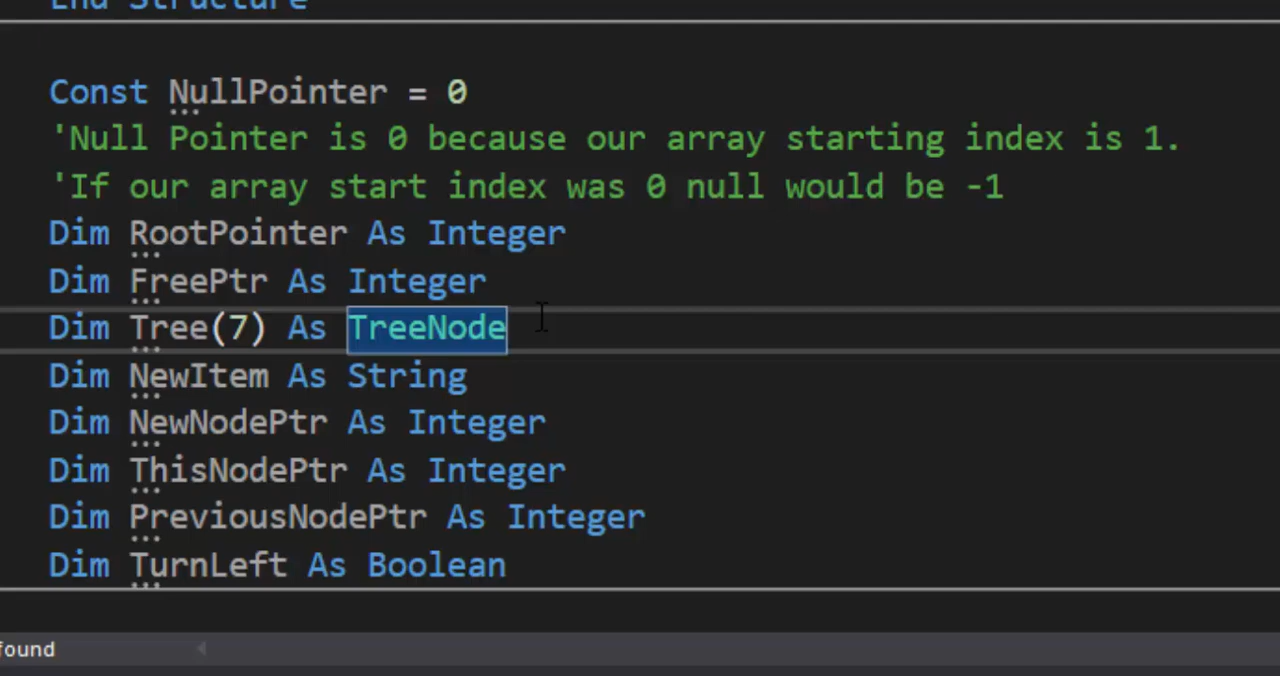 End Structure
Const NullPointer = 0
'Null Pointer is 0 because our array starting index is 1.
'If our array start index was 0 null would be -1
Dim RootPointer As Integer
Dim FreePtr As Integer
Dim Tree(7) As TreeNode
Dim NewItem As String
Dim NewNodePtr As Integer
Dim ThisNodePtr As Integer
Dim PreviousNodePtr As Integer
Dim TurnLeft As Boolean
found